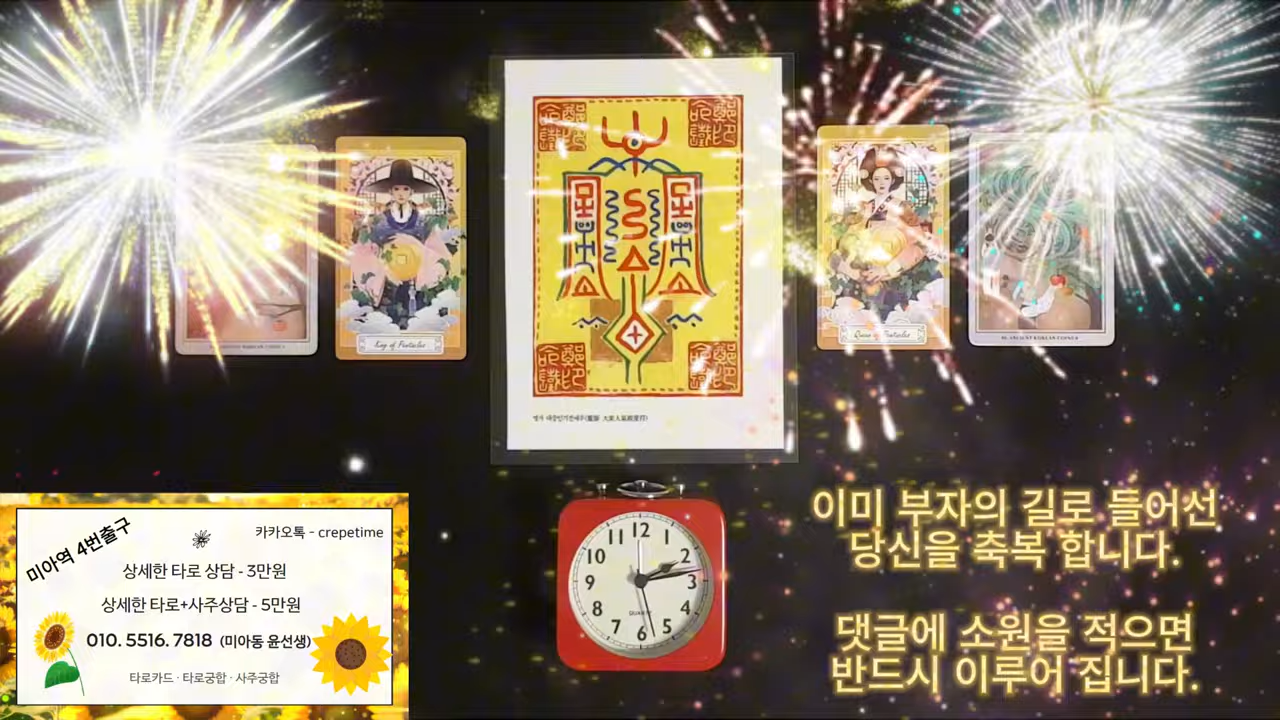 King of Pentacles
Queen of Pentacles
12
11
1
10
2
9
3
8
4
7
5
6
QUARTZ
미아역 4번출구
카카오톡 - crepetime
상세한 타로 상담 - 3만원
상세한 타로+사주상담 - 5만원
010. 5516. 7818 (미아동 윤선생)
타로카드 · 타로궁합 · 사주궁합
이미 부자의 길로 들어선
당신을 축복 합니다.
댓글에 소원을 적으면
반드시 이루어 집니다.